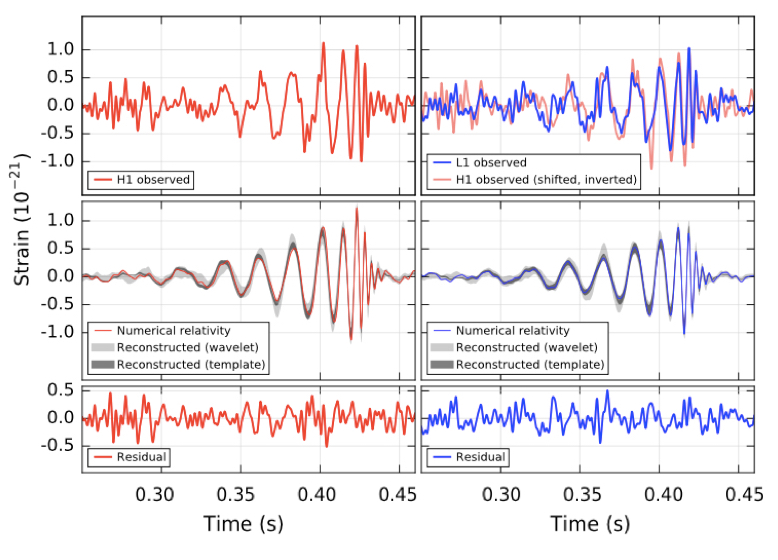 1.0
0.5
0.0
-0.5
-1.0
H1 observed
L1 observed
H1 observed (shifted, inverted)
Strain (10⁻²¹)
1.0
0.5
0.0
-0.5
-1.0
Numerical relativity
Reconstructed (wavelet)
Reconstructed (template)
Numerical relativity
Reconstructed (wavelet)
Reconstructed (template)
0.5
0.0
-0.5
Residual
Residual
0.30 0.35 0.40 0.45
0.30 0.35 0.40 0.45
Time (s)
Time (s)